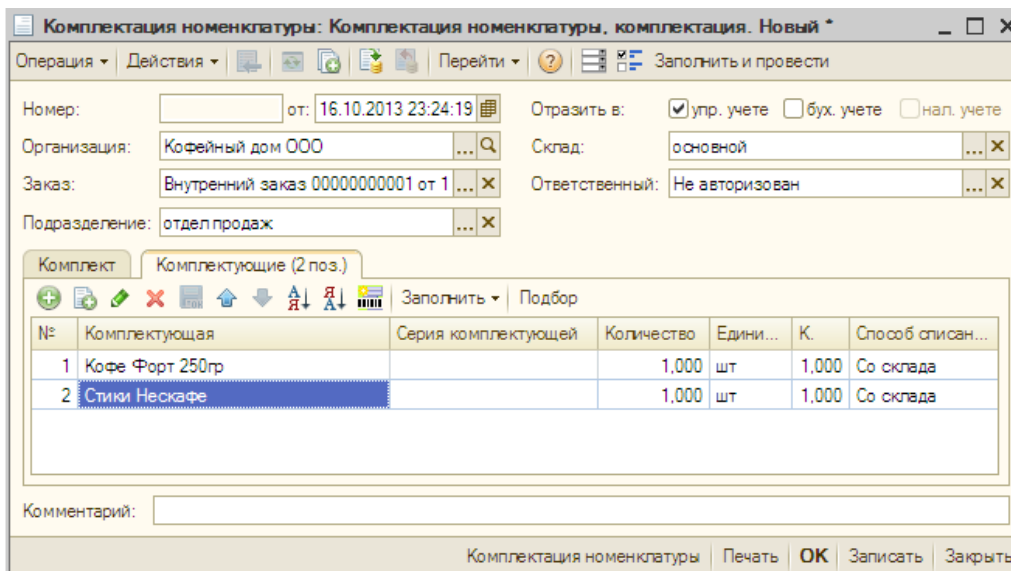 Комплектация номенклатуры: Комплектация номенклатуры, комплектация. Новый *
Операция Действия Перейти Заполнить и провести
Номер: от: 16.10.2013 23:24:19 Отразить в: упр. учете бух. учете нал. учете
Организация: Кофейный дом ООО ... Склад: основной ...
Заказ: Внутренний заказ 00000000001 от 1 ... Ответственный: Не авторизован ...
Подразделение: отдел продаж ...
Комплект Комплектующие (2 поз.)
Заполнить Подбор
№ Комплектующая Серия комплектующей Количество Едини... К. Способ списан...
1 Кофе Форт 250гр 1,000 шт 1,000 Со склада
2 Стики Нескафе 1,000 шт 1,000 Со склада
Комментарий:
Комплектация номенклатуры Печать OK Записать Закрыть